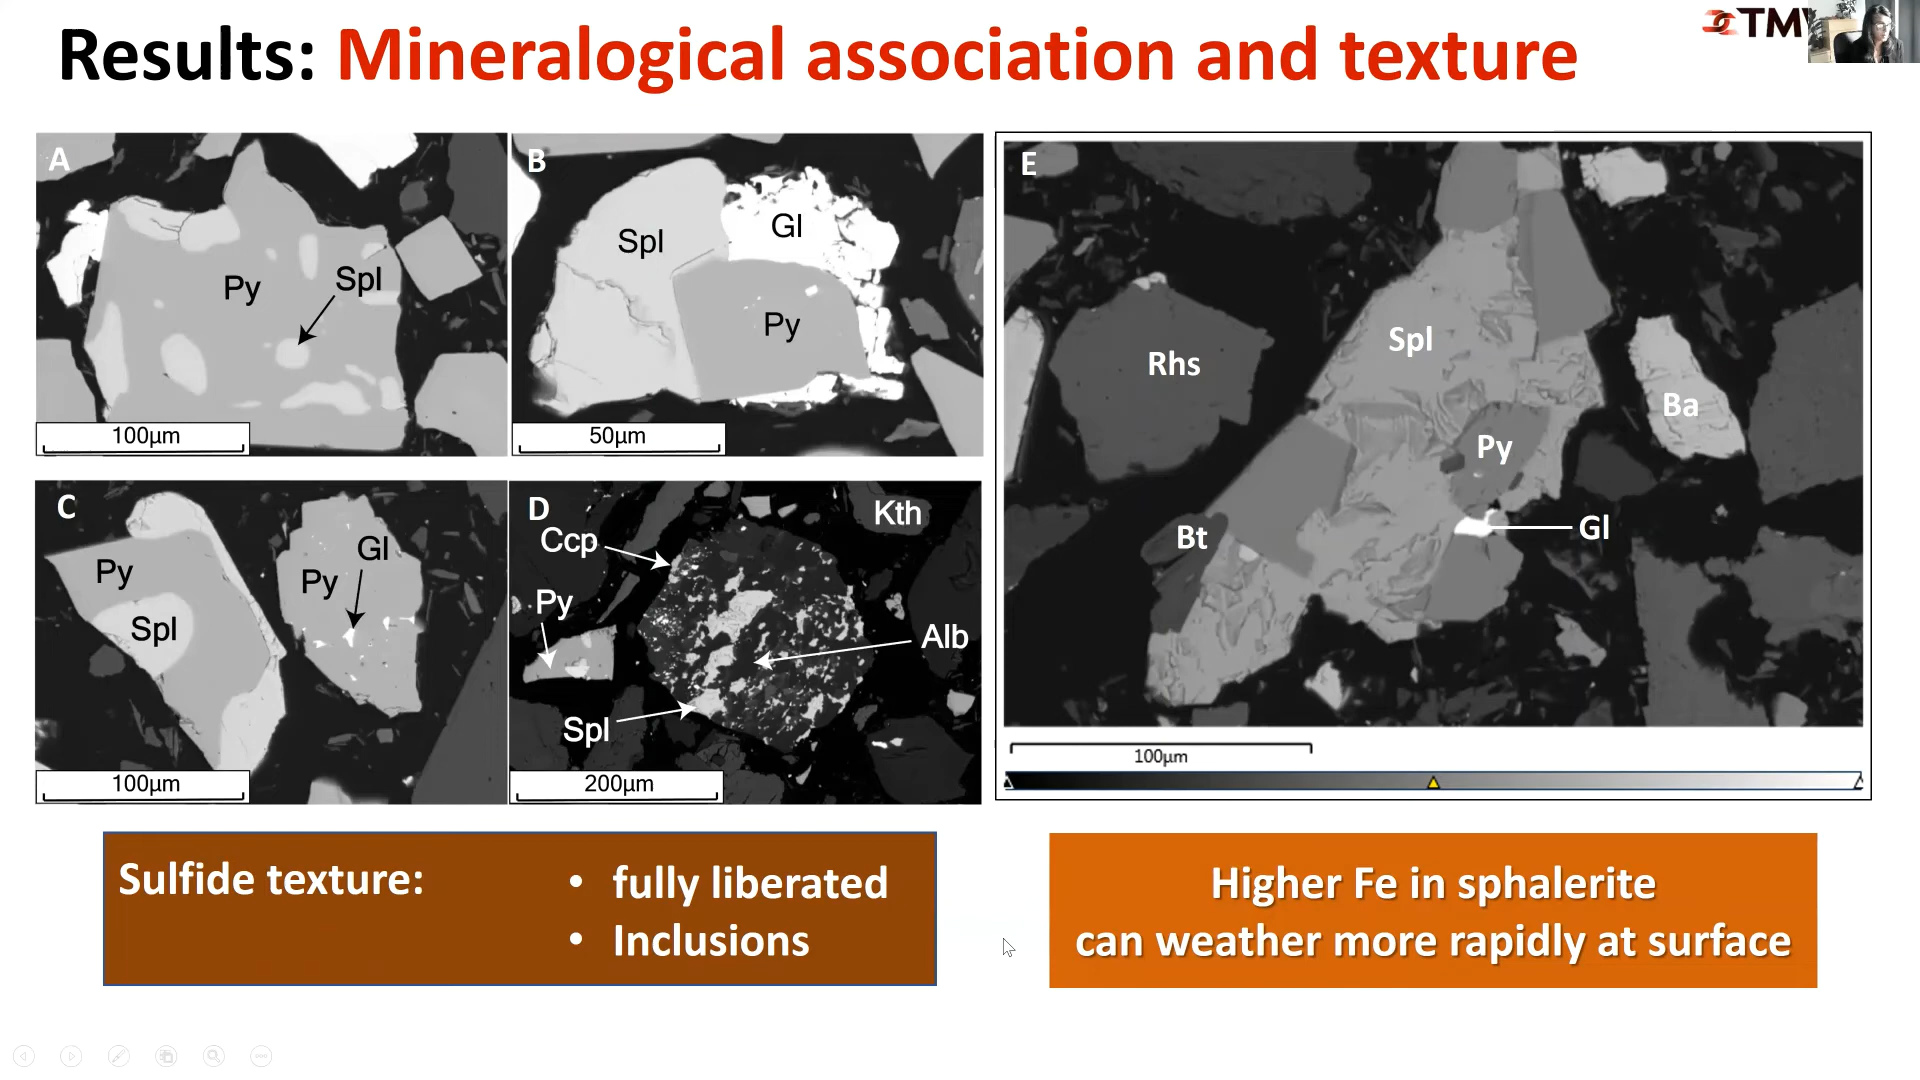 Results: Mineralogical association and texture
A
Py
Spl
100µm
B
Spl
Gl
Py
50µm
C
Py
Spl
Py
Gl
100µm
D
Ccp
Kth
Py
Alb
Spl
200µm
E
Rhs
Spl
Ba
Py
Bt
Gl
100µm
Sulfide texture:
• fully liberated
• Inclusions
Higher Fe in sphalerite
can weather more rapidly at surface